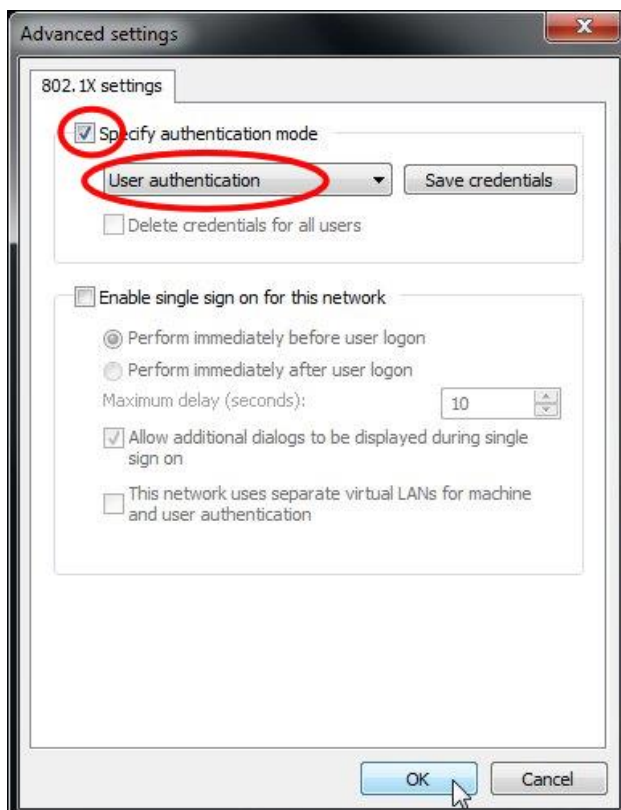 Advanced settings
802.1X settings
Specify authentication mode
User authentication
Save credentials
Delete credentials for all users
Enable single sign on for this network
Perform immediately before user logon
Perform immediately after user logon
Maximum delay (seconds):
10
Allow additional dialogs to be displayed during single
sign on
This network uses separate virtual LANs for machine
and user authentication
OK
Cancel